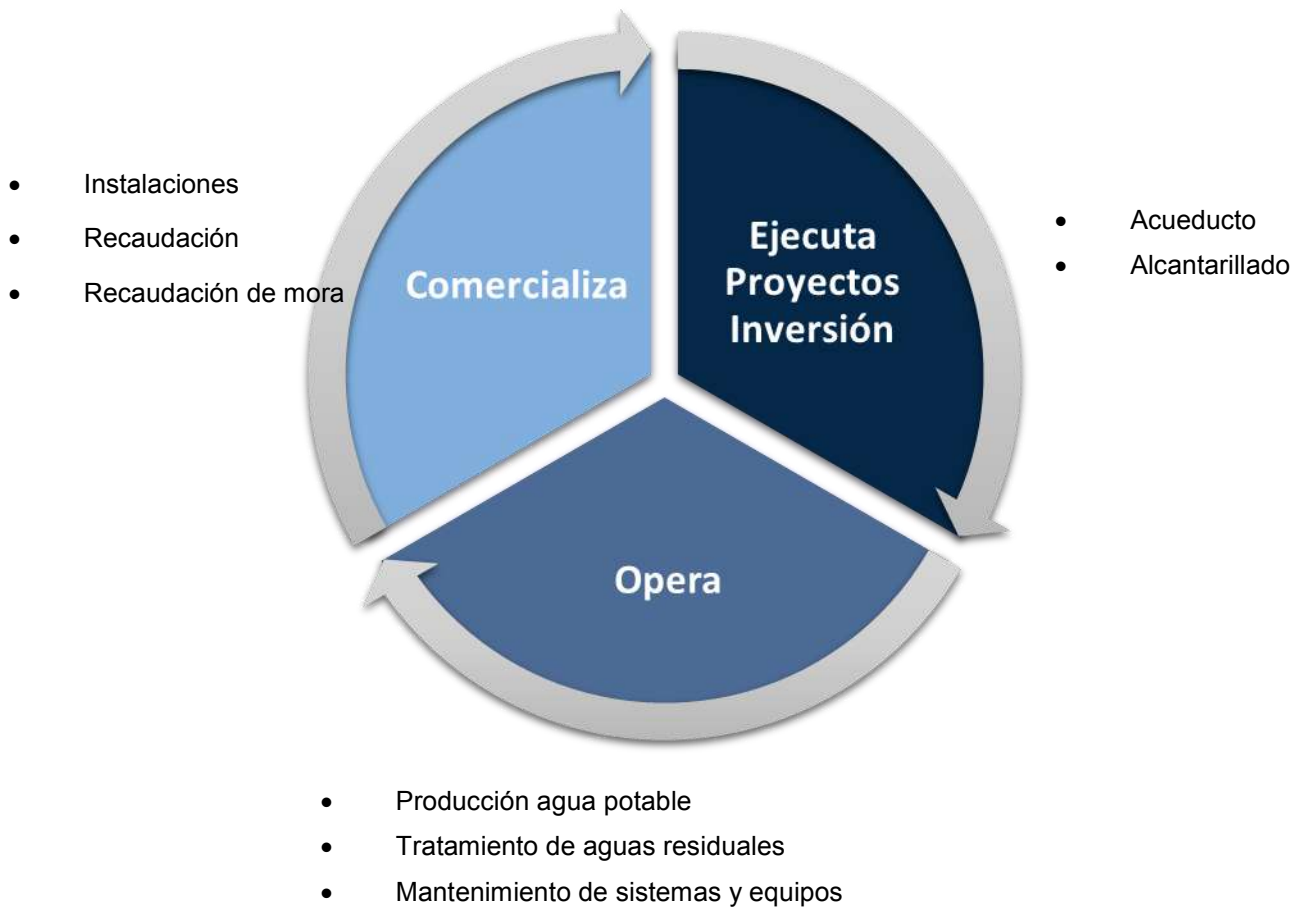 • Instalaciones
• Recaudación
• Recaudación de mora
Comercializa
Ejecuta
Proyectos
Inversión
• Acueducto
• Alcantarillado
Opera
• Producción agua potable
• Tratamiento de aguas residuales
• Mantenimiento de sistemas y equipos